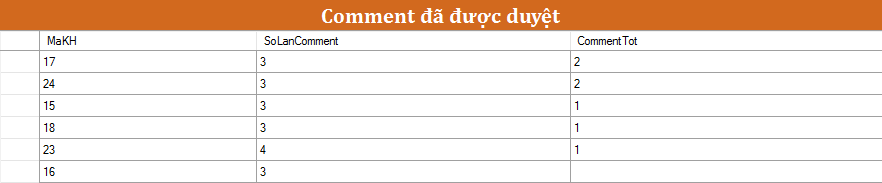 Comment đã được duyệt
MaKH SoLanComment CommentTot
17 3 2
24 3 2
15 3 1
18 3 1
23 4 1
16 3